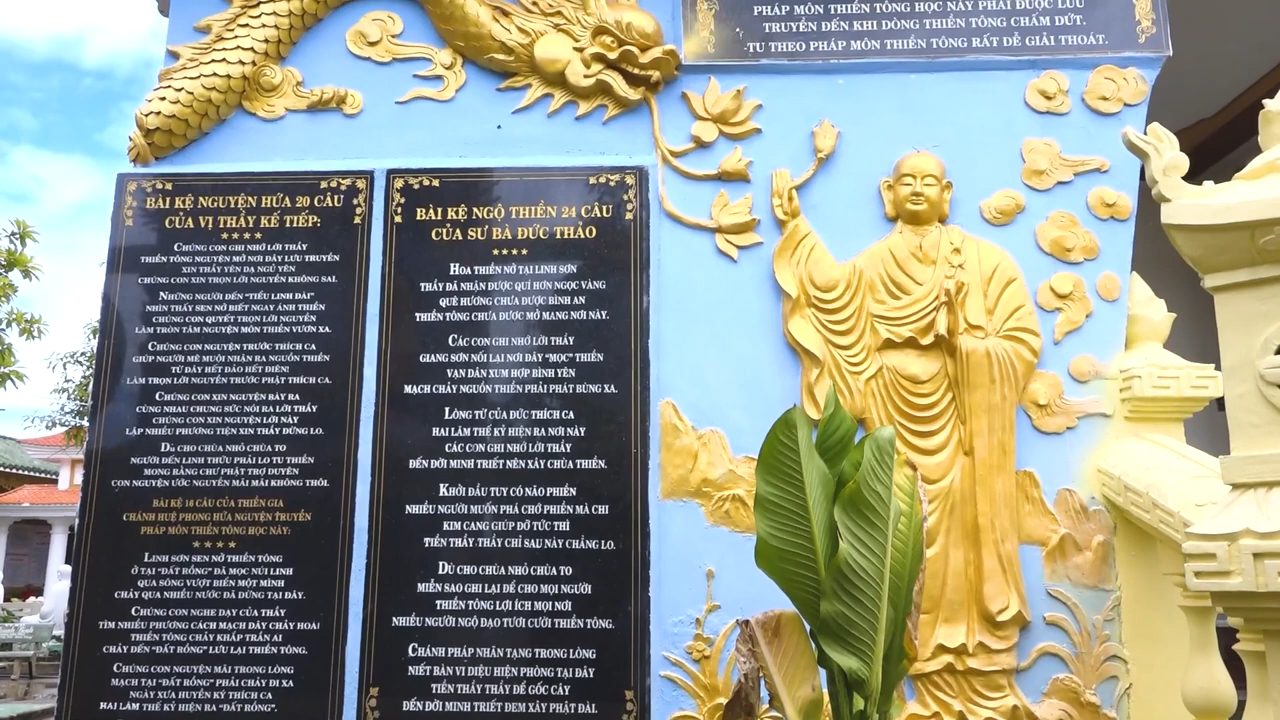 PHÁP MÔN THIỀN TÔNG HỌC NÀY PHẢI ĐƯỢC LƯU
TRUYỀN ĐẾN KHI DÒNG THIỀN TÔNG CHẤM DỨT.
-TU THEO PHÁP MÔN THIỀN TÔNG RẤT DỄ GIẢI THOÁT.
BÀI KỆ NGUYỆN HỨA 20 CÂU
CỦA VỊ THẦY KẾ TIẾP:
****
CHÚNG CON GHI NHỚ LỜI THẦY
THIỀN TÔNG NGUYỆN MỞ NƠI ĐÂY LƯU TRUYỀN
XIN THẦY YÊN DẠ NGỦ YÊN
CHÚNG CON XIN TRỌN LỜI NGUYỀN KHÔNG SAI.
NHỮNG NGƯỜI ĐẾN "TIỂU LINH ĐÀI"
NHÌN THẤY SEN NỞ BIẾT NGAY ÁNH THIỀN
CHÚNG CON QUYẾT TRỌN LỜI NGUYỀN
LÀM TRÒN TÂM NGUYỆN MÔN THIỀN VƯƠN XA.
CHÚNG CON NGUYỆN TRƯỚC THÍCH CA
GIÚP NGƯỜI MÊ MUỘI NHẬN RA NGUỒN THIỀN
TỪ ĐÂY HẾT ĐẢO HẾT ĐIÊN!
LÀM TRỌN LỜI NGUYỀN TRƯỚC PHẬT THÍCH CA.
CHÚNG CON XIN NGUYỆN BÀY RA
CÙNG NHAU CHUNG SỨC NÓI RA LỜI THẦY
CHÚNG CON XIN NGUYỆN LỜI NÀY
LẬP NHIỀU PHƯƠNG TIỆN XIN THẦY ĐỪNG LO.
DÙ CHO CHÙA NHỎ CHÙA TO
NGƯỜI ĐẾN LINH THỨU PHẢI LO TU THIỀN
MONG RẰNG CHƯ PHẬT TRỢ DUYÊN
CON NGUYỆN ƯỚC NGUYỀN MÃI MÃI KHÔNG THÔI.
BÀI KỆ 16 CÂU CỦA THIỀN GIA
CHÁNH HUỆ PHONG HỨA NGUYỆN TRUYỀN
PHÁP MÔN THIỀN TÔNG HỌC NÀY:
****
LINH SƠN SEN NỞ THIỀN TÔNG
Ở TẠI "ĐẤT RỒNG" ĐÃ MỌC NÚI LINH
QUA SÔNG VƯỢT BIỂN MỘT MÌNH
CHẢY QUA NHIỀU NƯỚC ĐÃ DỪNG TẠI ĐÂY.
CHÚNG CON NGHE DẠY CỦA THẦY
TÌM NHIỀU PHƯƠNG CÁCH MẠCH ĐÂY CHẢY HOÀI
THIỀN TÔNG CHẢY KHẮP TRẦN AI
CHẢY ĐẾN "ĐẤT RỒNG" LƯU LẠI THIỀN TÔNG.
CHÚNG CON NGUYỆN MÃI TRONG LÒNG
MẠCH TẠI "ĐẤT RỒNG" PHẢI CHẢY ĐI XA
NGÀY XƯA HUYỀN KÝ THÍCH CA
HAI LĂM THẾ KỶ HIỆN RA "ĐẤT RỒNG".
BÀI KỆ NGỘ THIỀN 24 CÂU
CỦA SƯ BÀ ĐỨC THẢO
****
HOA THIỀN NỞ TẠI LINH SƠN
THẦY ĐÃ NHẬN ĐƯỢC QUÍ HƠN NGỌC VÀNG
QUÊ HƯƠNG CHƯA ĐƯỢC BÌNH AN
THIỀN TÔNG CHƯA ĐƯỢC MỞ MANG NƠI NÀY.
CÁC CON GHI NHỚ LỜI THẦY
GIANG SƠN NỐI LẠI NƠI ĐÂY "MỌC" THIỀN
VẠN DÂN XUM HỢP BÌNH YÊN
MẠCH CHẢY NGUỒN THIỀN PHẢI PHÁT BÙNG XA.
LÒNG TỪ CỦA ĐỨC THÍCH CA
HAI LĂM THẾ KỶ HIỆN RA NƠI NÀY
CÁC CON GHI NHỚ LỜI THẦY
ĐẾN ĐỜI MINH TRIẾT NÊN XÂY CHÙA THIỀN.
KHỞI ĐẦU TUY CÓ NÃO PHIỀN
NHIỀU NGƯỜI MUỐN PHÁ CHỚ PHIỀN MÀ CHI
KIM CANG GIÚP ĐỠ TỨC THÌ
TIỀN THẦY THẦY CHỈ SAU NÀY CHẲNG LO.
DÙ CHO CHÙA NHỎ CHÙA TO
MIỄN SAO GHI LẠI ĐỂ CHO MỌI NGƯỜI
THIỀN TÔNG LỢI ÍCH MỌI NƠI
NHIỀU NGƯỜI NGỘ ĐẠO TƯƠI CƯỜI THIỀN TÔNG.
CHÁNH PHÁP NHÂN TẠNG TRONG LÒNG
NIẾT BÀN VI DIỆU HIỆN PHÒNG TẠI ĐÂY
TIỀN THẦY THẦY ĐỂ GỐC CÂY
ĐẾN ĐỜI MINH TRIẾT ĐEM XÂY PHẬT ĐÀI.